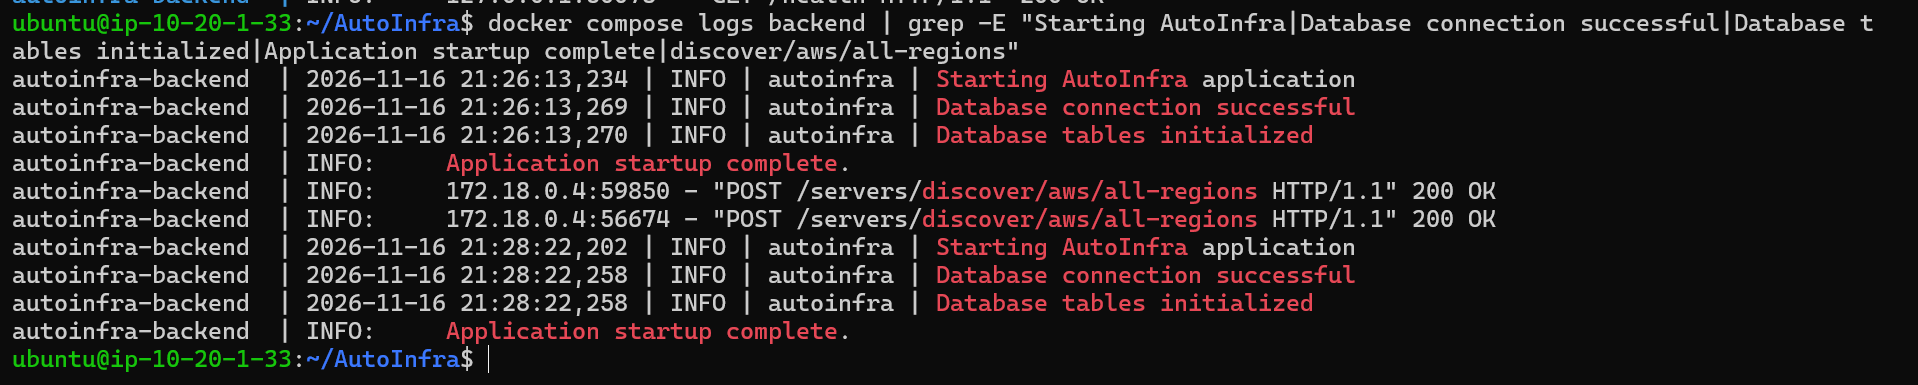 ubuntu@ip-10-20-1-33:~/AutoInfra$ docker compose logs backend | grep -E "Starting AutoInfra|Database connection successful|Database t
ables initialized|Application startup complete|discover/aws/all-regions"
autoinfra-backend  | 2026-11-16 21:26:13,234 | INFO | autoinfra | Starting AutoInfra application
autoinfra-backend  | 2026-11-16 21:26:13,269 | INFO | autoinfra | Database connection successful
autoinfra-backend  | 2026-11-16 21:26:13,270 | INFO | autoinfra | Database tables initialized
autoinfra-backend  | INFO:     Application startup complete.
autoinfra-backend  | INFO:     172.18.0.4:59850 - "POST /servers/discover/aws/all-regions HTTP/1.1" 200 OK
autoinfra-backend  | INFO:     172.18.0.4:56674 - "POST /servers/discover/aws/all-regions HTTP/1.1" 200 OK
autoinfra-backend  | 2026-11-16 21:28:22,202 | INFO | autoinfra | Starting AutoInfra application
autoinfra-backend  | 2026-11-16 21:28:22,258 | INFO | autoinfra | Database connection successful
autoinfra-backend  | 2026-11-16 21:28:22,258 | INFO | autoinfra | Database tables initialized
autoinfra-backend  | INFO:     Application startup complete.
ubuntu@ip-10-20-1-33:~/AutoInfra$